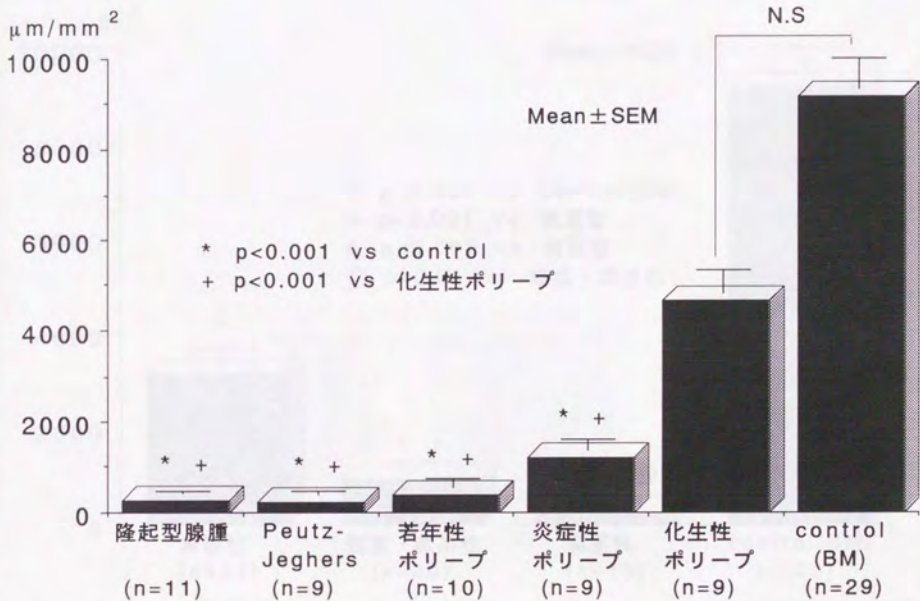 μm/mm 2
N.S
10000
Mean±SEM
8000
6000
* p<0.001 vs control
+ p<0.001 vs 化生性ポリープ
4000
2000
* +
* +
* +
* +
0
隆起型腺腫
(n=11)
Peutz-
Jeghers
(n=9)
若年性
ポリープ
(n=10)
炎症性
ポリープ
(n=9)
化生性
ポリープ
(n=9)
control
(BM)
(n=29)